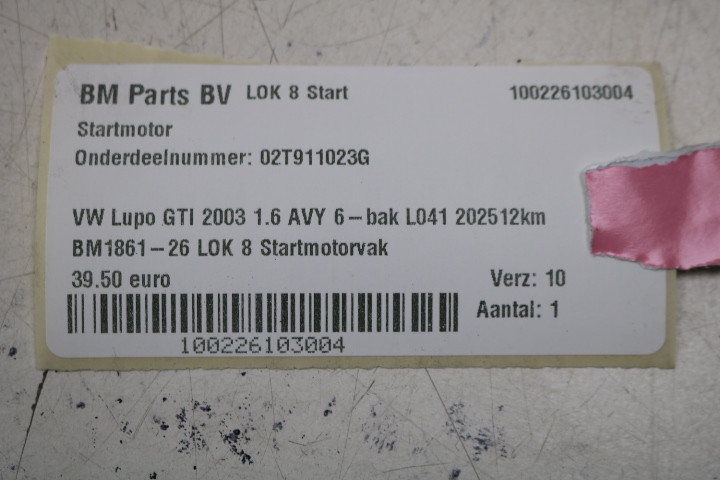 BM Parts BV LOK 8 Start 100226103004
Startmotor
Onderdeelnummer: 02T911023G
VW Lupo GTI 2003 1.6 AVY 6-bak L041 202512km
BM1861-26 LOK 8 Startmotorvak
39.50 euro Verz: 10
Aantal: 1
100226103004